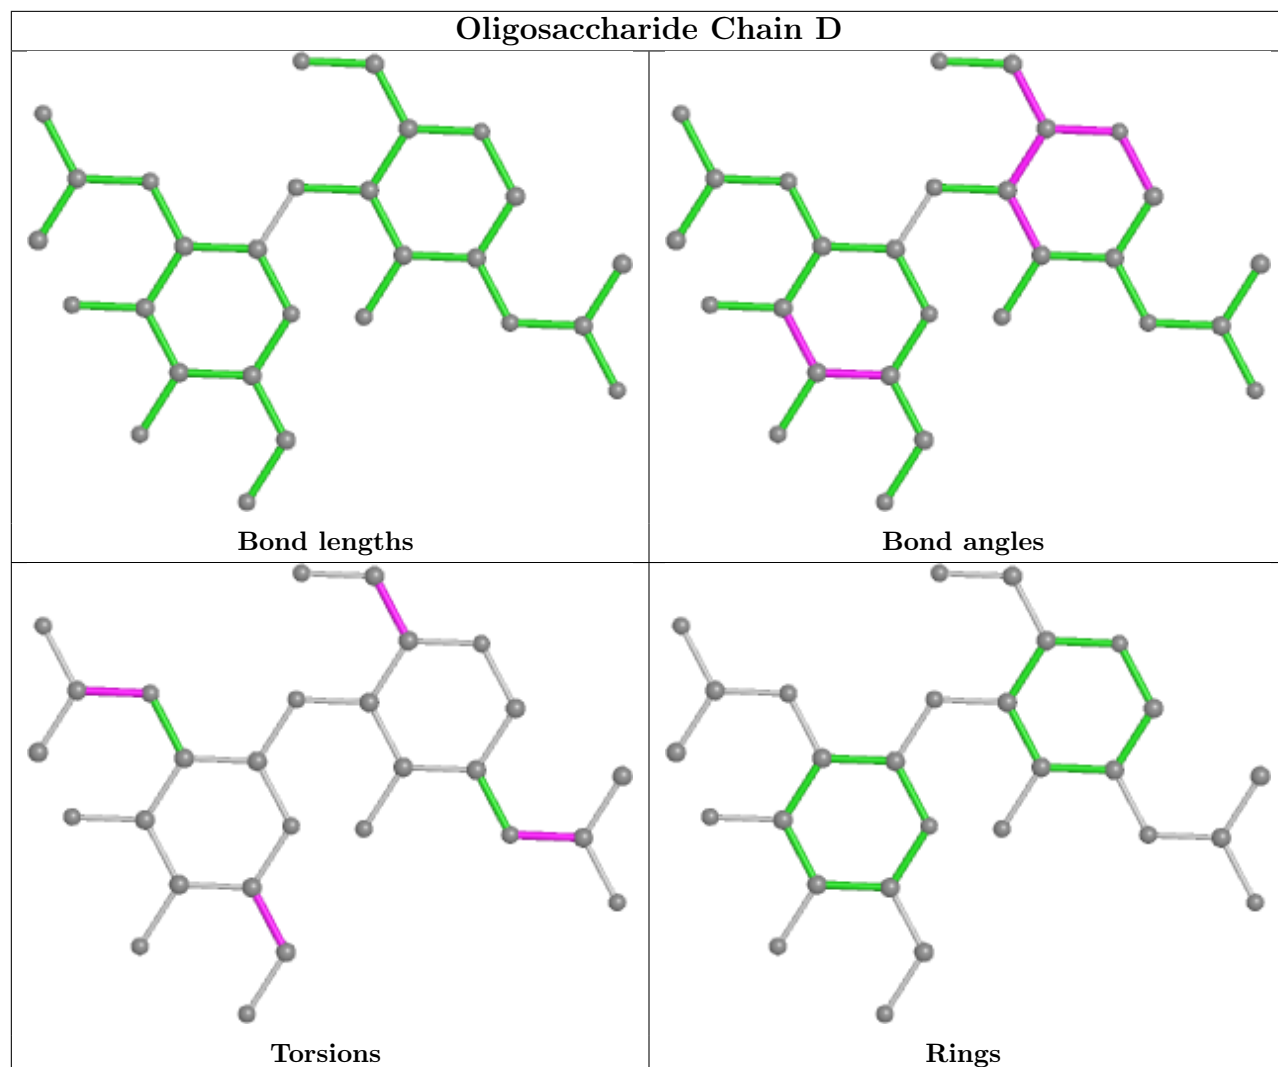 Oligosaccharide Chain D
Bond lengths
Bond angles
Torsions
Rings